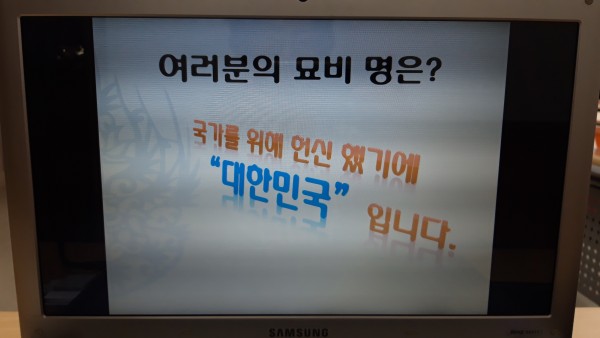 여러분의 묘비 명은?
국가를 위해 헌신 했기에
“대한민국”
입니다.
SAMSUNG